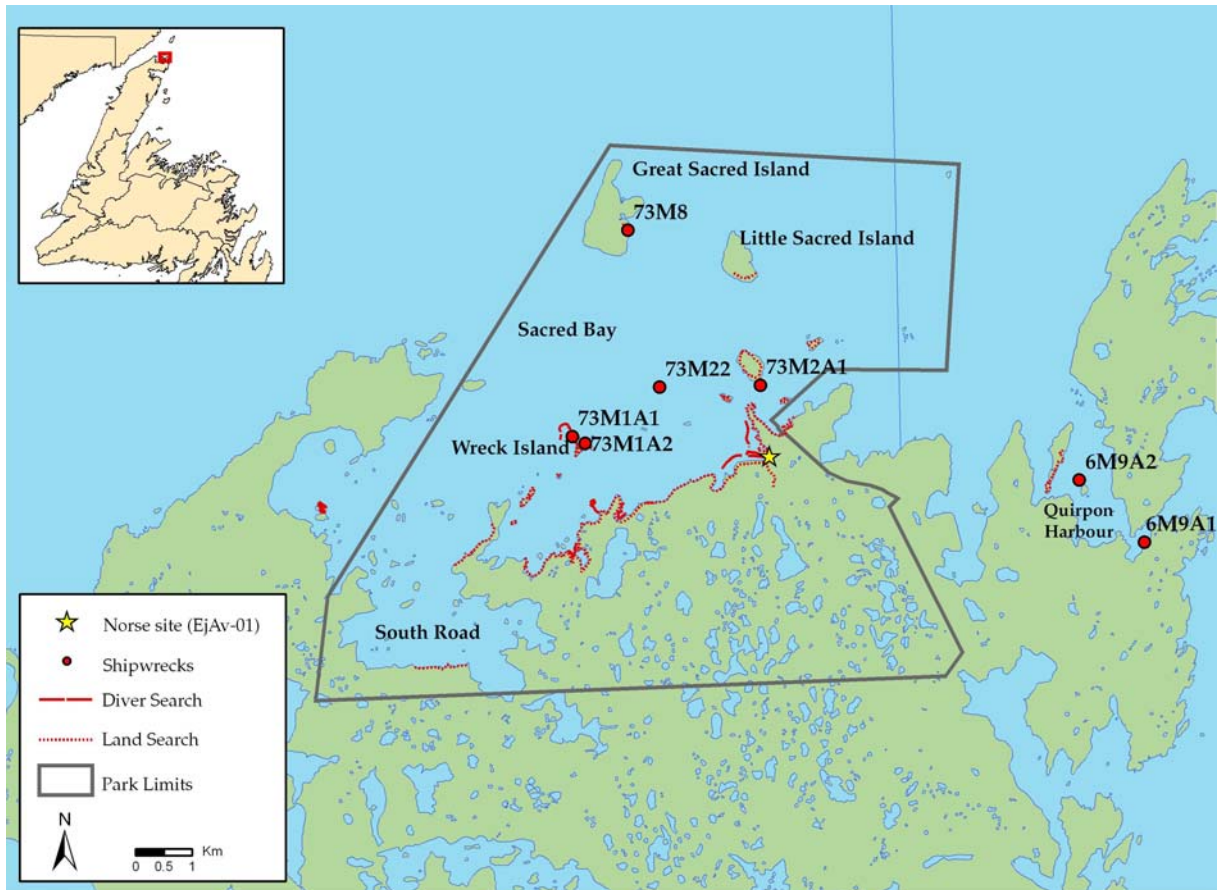 Great Sacred Island
73M8
Little Sacred Island
Sacred Bay
73M22
73M2A1
73M1A1
Wreck Island
73M1A2
6M9A2
Quirpon
Harbour
6M9A1
South Road
Norse site (EjAv-01)
Shipwrecks
Diver Search
Land Search
Park Limits
N
0 0.5 1 Km